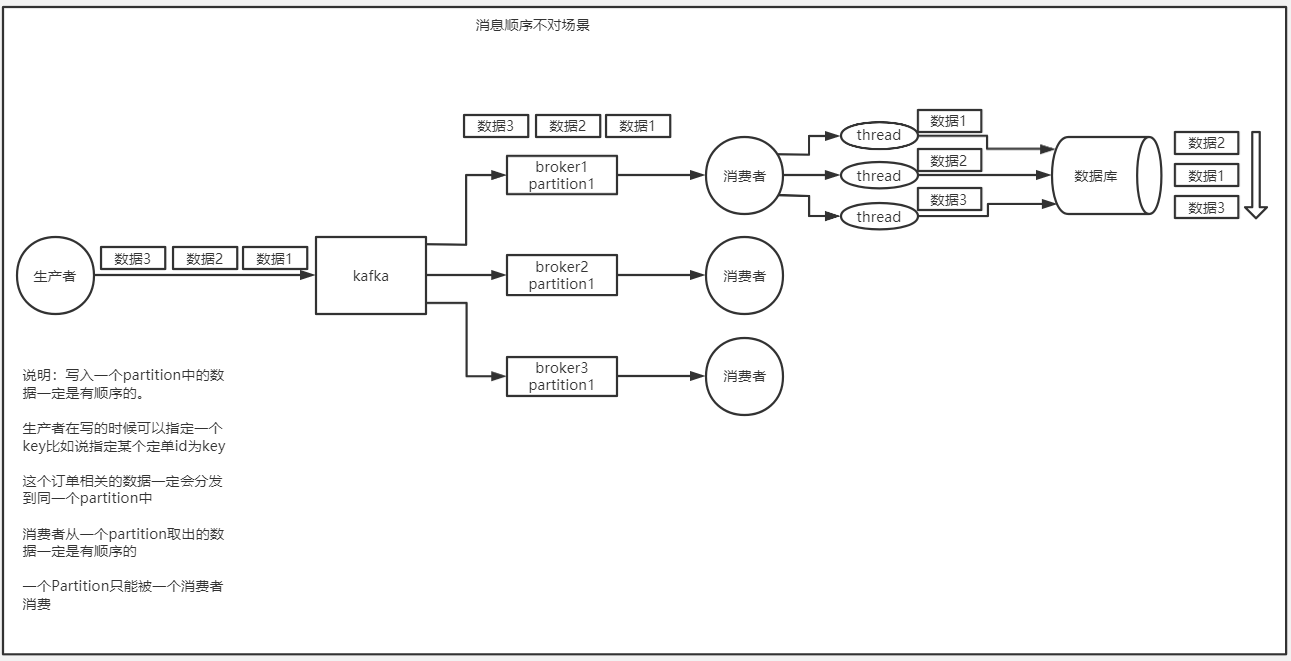 消息顺序不对场景
数据3 数据2 数据1
broker1
partition1
消费者
thread
数据1
thread
数据2
thread
数据3
数据库
数据2
数据1
数据3
生产者
数据3 数据2 数据1
kafka
broker2
partition1
消费者
broker3
partition1
消费者
说明：写入一个partition中的数
据一定是有顺序的。
生产者在写的时候可以指定一个
key比如说指定某个定单id为key
这个订单相关的数据一定会分发
到同一个partition中
消费者从一个partition取出的数
据一定是有顺序的
一个Partition只能被一个消费者
消费